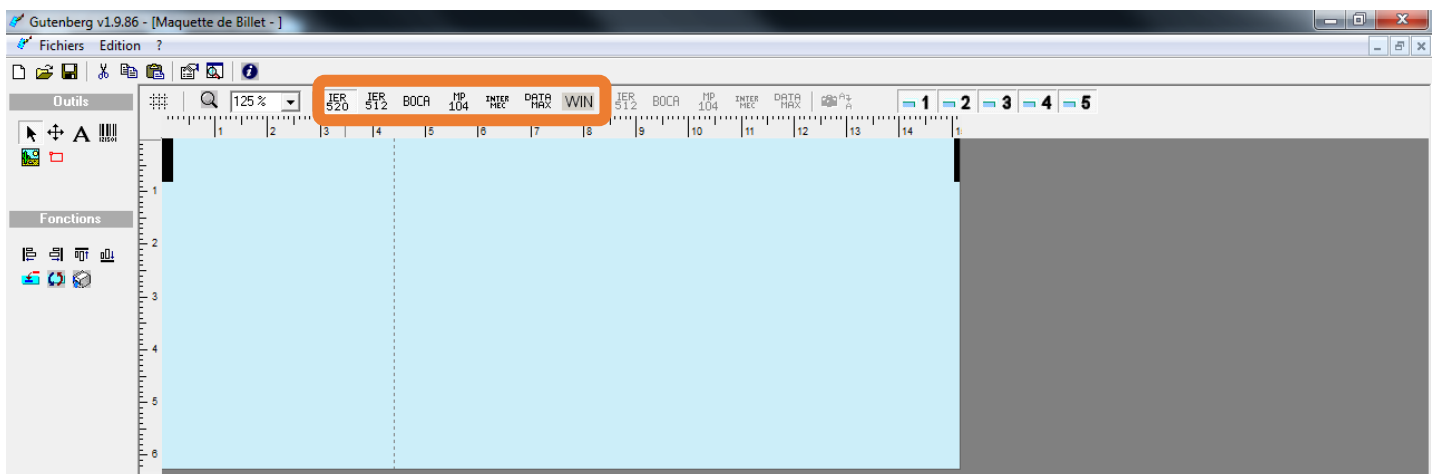 Gutenberg v1.9.86 - [Maquette de Billet - ]
Fichiers Edition ?
Outils
125 %
IER 520 IER 512 BOCA MP 104 INTER MEC DATA MAX WIN IER 512 BOCA MP 104 INTER MEC DATA MAX
1 2 3 4 5
1 2 3 4 5 6 7 8 9 10 11 12 13 14
1
Fonctions
2
3
4
5
6